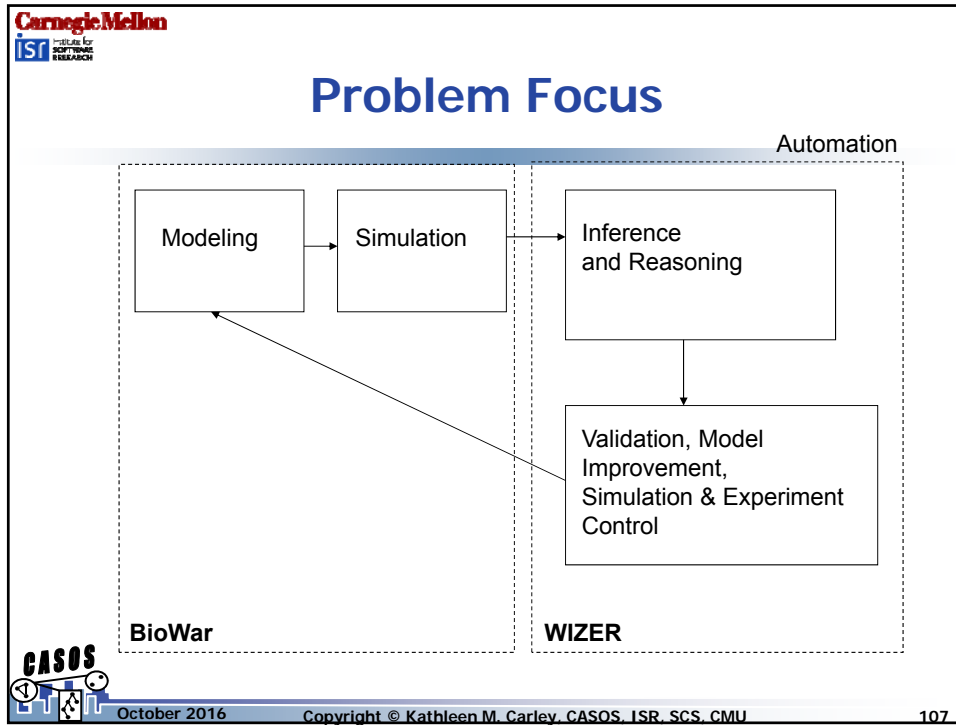 Carnegie Mellon
isr institute for
SOFTWARE
RESEARCH
Problem Focus
Automation
Modeling
Simulation
Inference
and Reasoning
Validation, Model
Improvement,
Simulation & Experiment
Control
BioWar
WIZER
CASOS
October 2016
Copyright © Kathleen M. Carley, CASOS, ISR, SCS, CMU
107